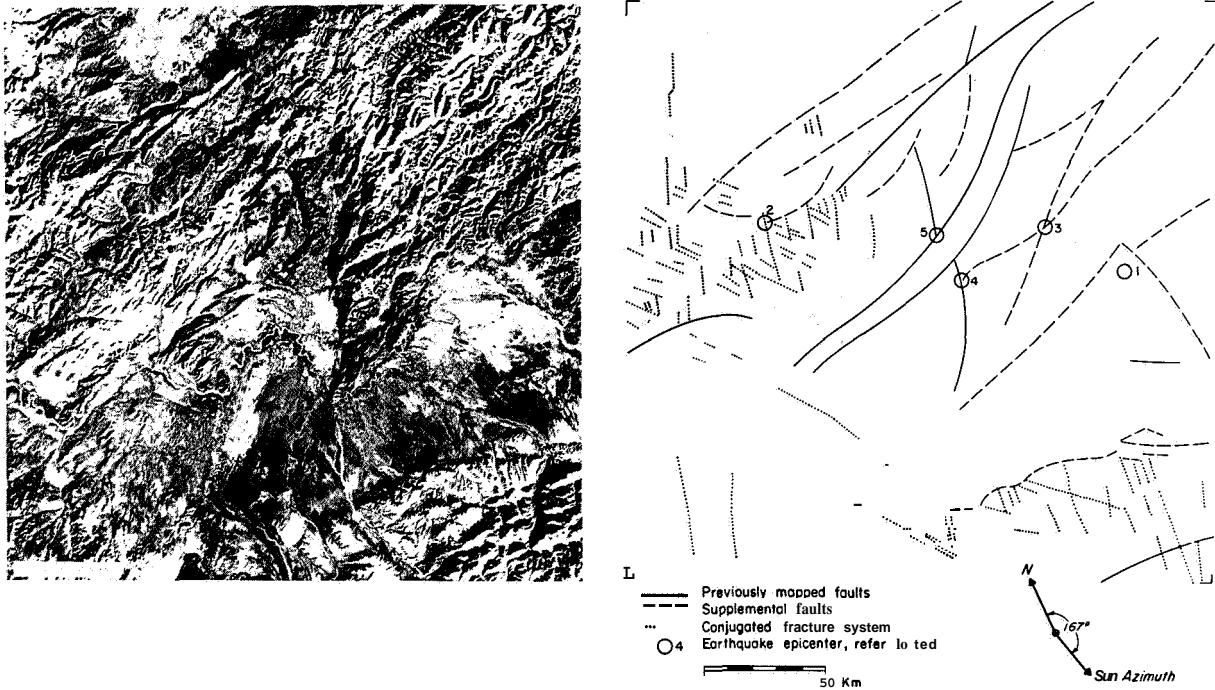 2
5
3
4
1
Previously mapped faults
Supplemental faults
Conjugated fracture system
4 Earthquake epicenter, refer lo ted
50 Km
N
167°
Sun Azimuth